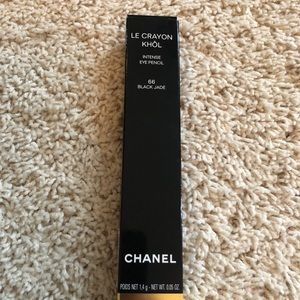 LE CRAYON
KHÔL
INTENSE
EYE PENCIL
66
BLACK JADE
CHANEL
POIDS NET 1,4 g - NET WT. 0.05 OZ.